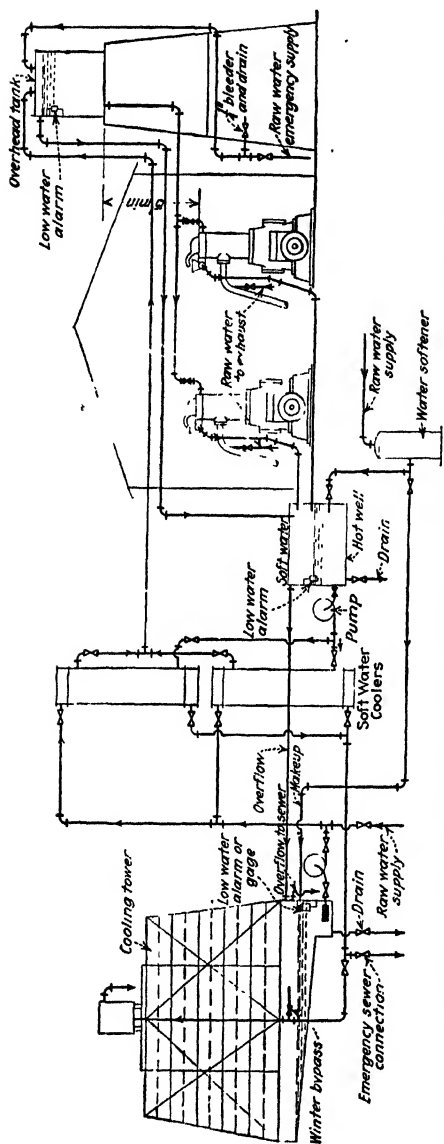 Overhead tank
Low water
alarm
1" bleeder
and drain
Raw water
emergency supply
min
Raw water
to exhaust
Raw water
supply
Water softener
Soft water
Hot well
Drain
Low water
alarm
Pump
Soft Water
Coolers
Overflow
Overflow to sewer
Makeup
Low water
alarm or
gage
Cooling tower
Raw water
supply
Drain
Emergency sewer
connection
Winter bypass